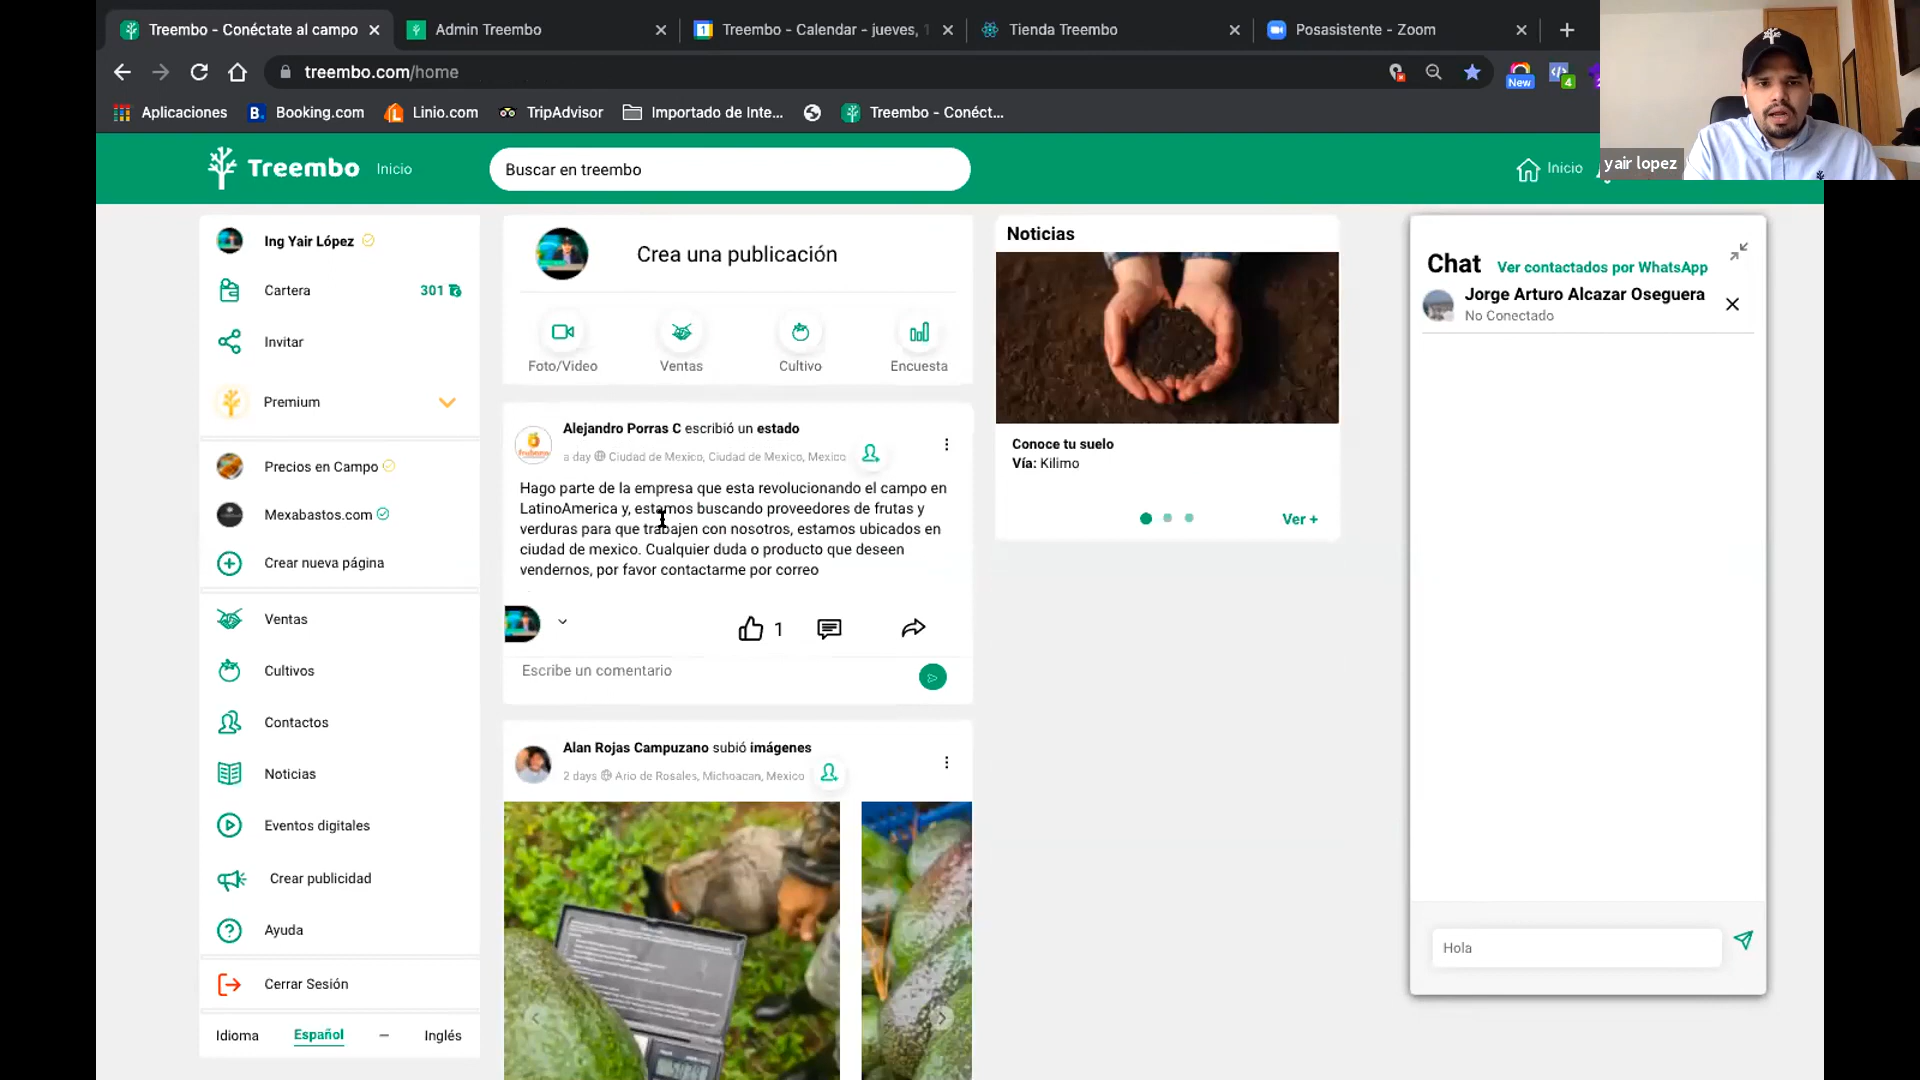 Treembo - Conéctate al campo
Admin Treembo
Treembo - Calendar - jueves, 1
Tienda Treembo
Posasistente - Zoom
treembo.com/home
New
4
Aplicaciones
B.
Booking.com
Linio.com
TripAdvisor
Importado de Inte...
Treembo - Conéct...
yair lopez
Treembo
Inicio
Buscar en treembo
Inicio
Ing Yair López
Cartera
301
Invitar
Premium
Precios en Campo
Mexabastos.com
Crear nueva página
Ventas
Cultivos
Contactos
Noticias
Eventos digitales
Crear publicidad
Ayuda
Cerrar Sesión
Idioma
Español
–
Inglés
Crea una publicación
Foto/Video
Ventas
Cultivo
Encuesta
Alejandro Porras C escribió un estado
a day
Ciudad de Mexico, Ciudad de Mexico, Mexico
Hago parte de la empresa que esta revolucionando el campo en
LatinoAmerica y, estamos buscando proveedores de frutas y
verduras para que trabajen con nosotros, estamos ubicados en
ciudad de mexico. Cualquier duda o producto que deseen
vendernos, por favor contactarme por correo
1
Escribe un comentario
Alan Rojas Campuzano subió imágenes
2 days
Ario de Rosales, Michoacan, Mexico
Noticias
Conoce tu suelo
Vía: Kilimo
Ver +
Chat
Ver contactados por WhatsApp
Jorge Arturo Alcazar Oseguera
No Conectado
Hola